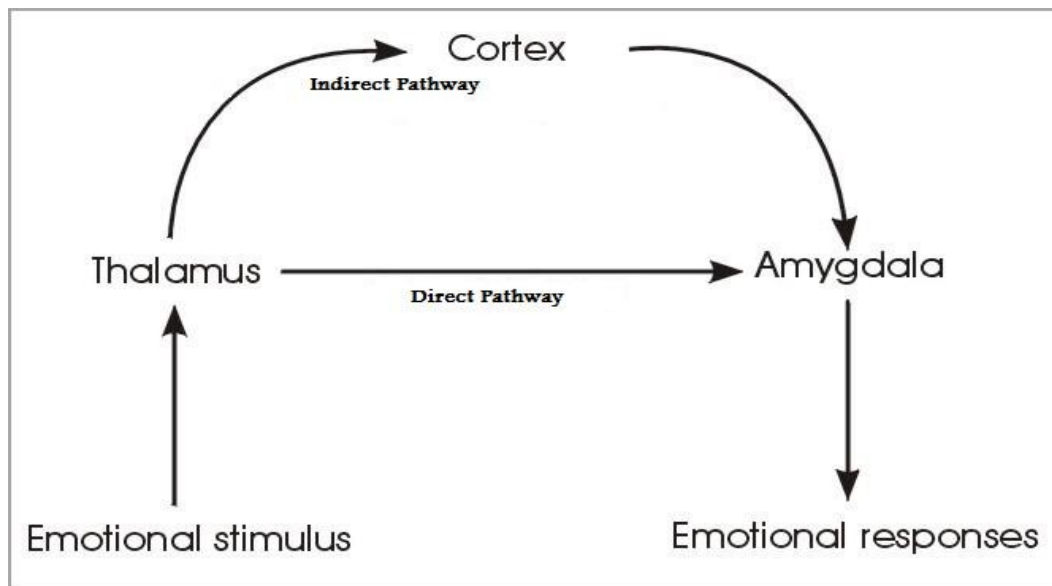 Cortex
Indirect Pathway
Thalamus
Amygdala
Direct Pathway
Emotional stimulus
Emotional responses